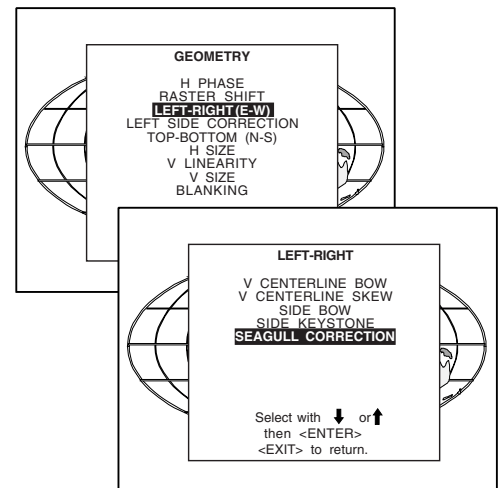 GEOMETRY
H PHASE
RASTER SHIFT
LEFT-RIGHT (E-W)
LEFT SIDE CORRECTION
TOP-BOTTOM (N-S)
H SIZE
V LINEARITY
V SIZE
BLANKING
LEFT-RIGHT
V CENTERLINE BOW
V CENTERLINE SKEW
SIDE BOW
SIDE KEYSTONE
SEAGULL CORRECTION
Select with ⬇ or ⬆
then <ENTER>
<EXIT> to return.